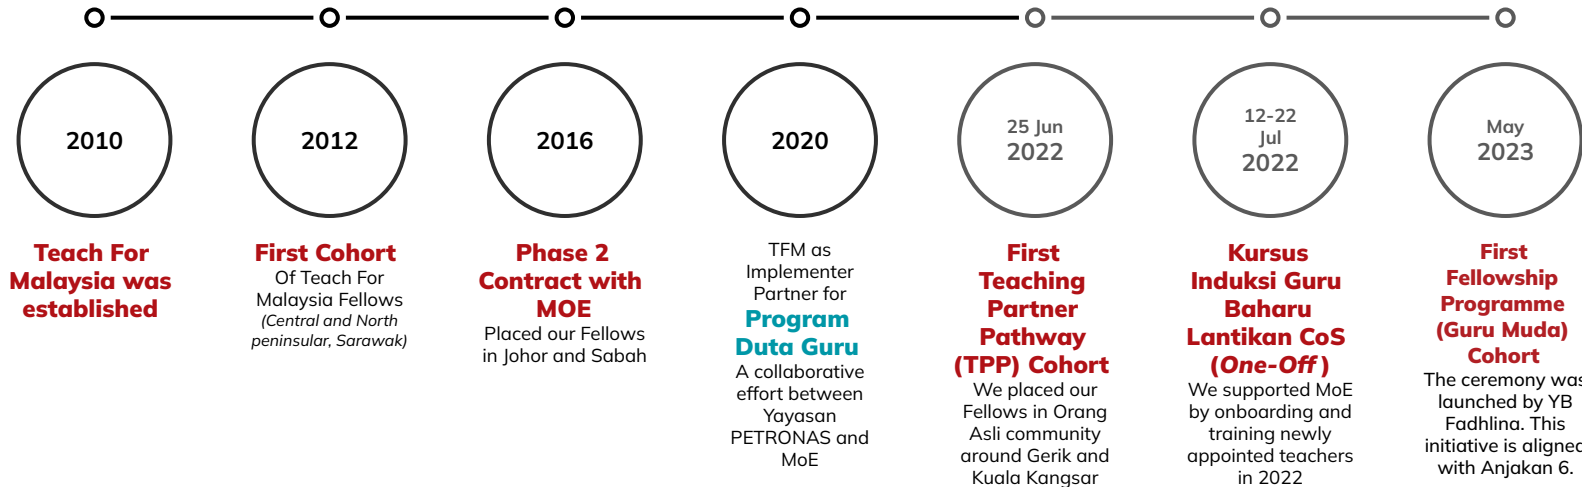 2010
Teach For
Malaysia was
established
2012
First Cohort
Of Teach For
Malaysia Fellows
(Central and North
peninsular, Sarawak)
2016
Phase 2
Contract with
MOE
Placed our Fellows
in Johor and Sabah
2020
TFM as
Implementer
Partner for
Program
Duta Guru
A collaborative
effort between
Yayasan
PETRONAS and
MoE
25 Jun
2022
First
Teaching
Partner
Pathway
(TPP) Cohort
We placed our
Fellows in Orang
Asli community
around Gerik and
Kuala Kangsar
12-22
Jul
2022
Kursus
Induksi Guru
Baharu
Lantikan CoS
(One-Off)
We supported MoE
by onboarding and
training newly
appointed teachers
in 2022
May
2023
First
Fellowship
Programme
(Guru Muda)
Cohort
The ceremony was
launched by YB
Fadhlina. This
initiative is aligned
with Anjakan 6.